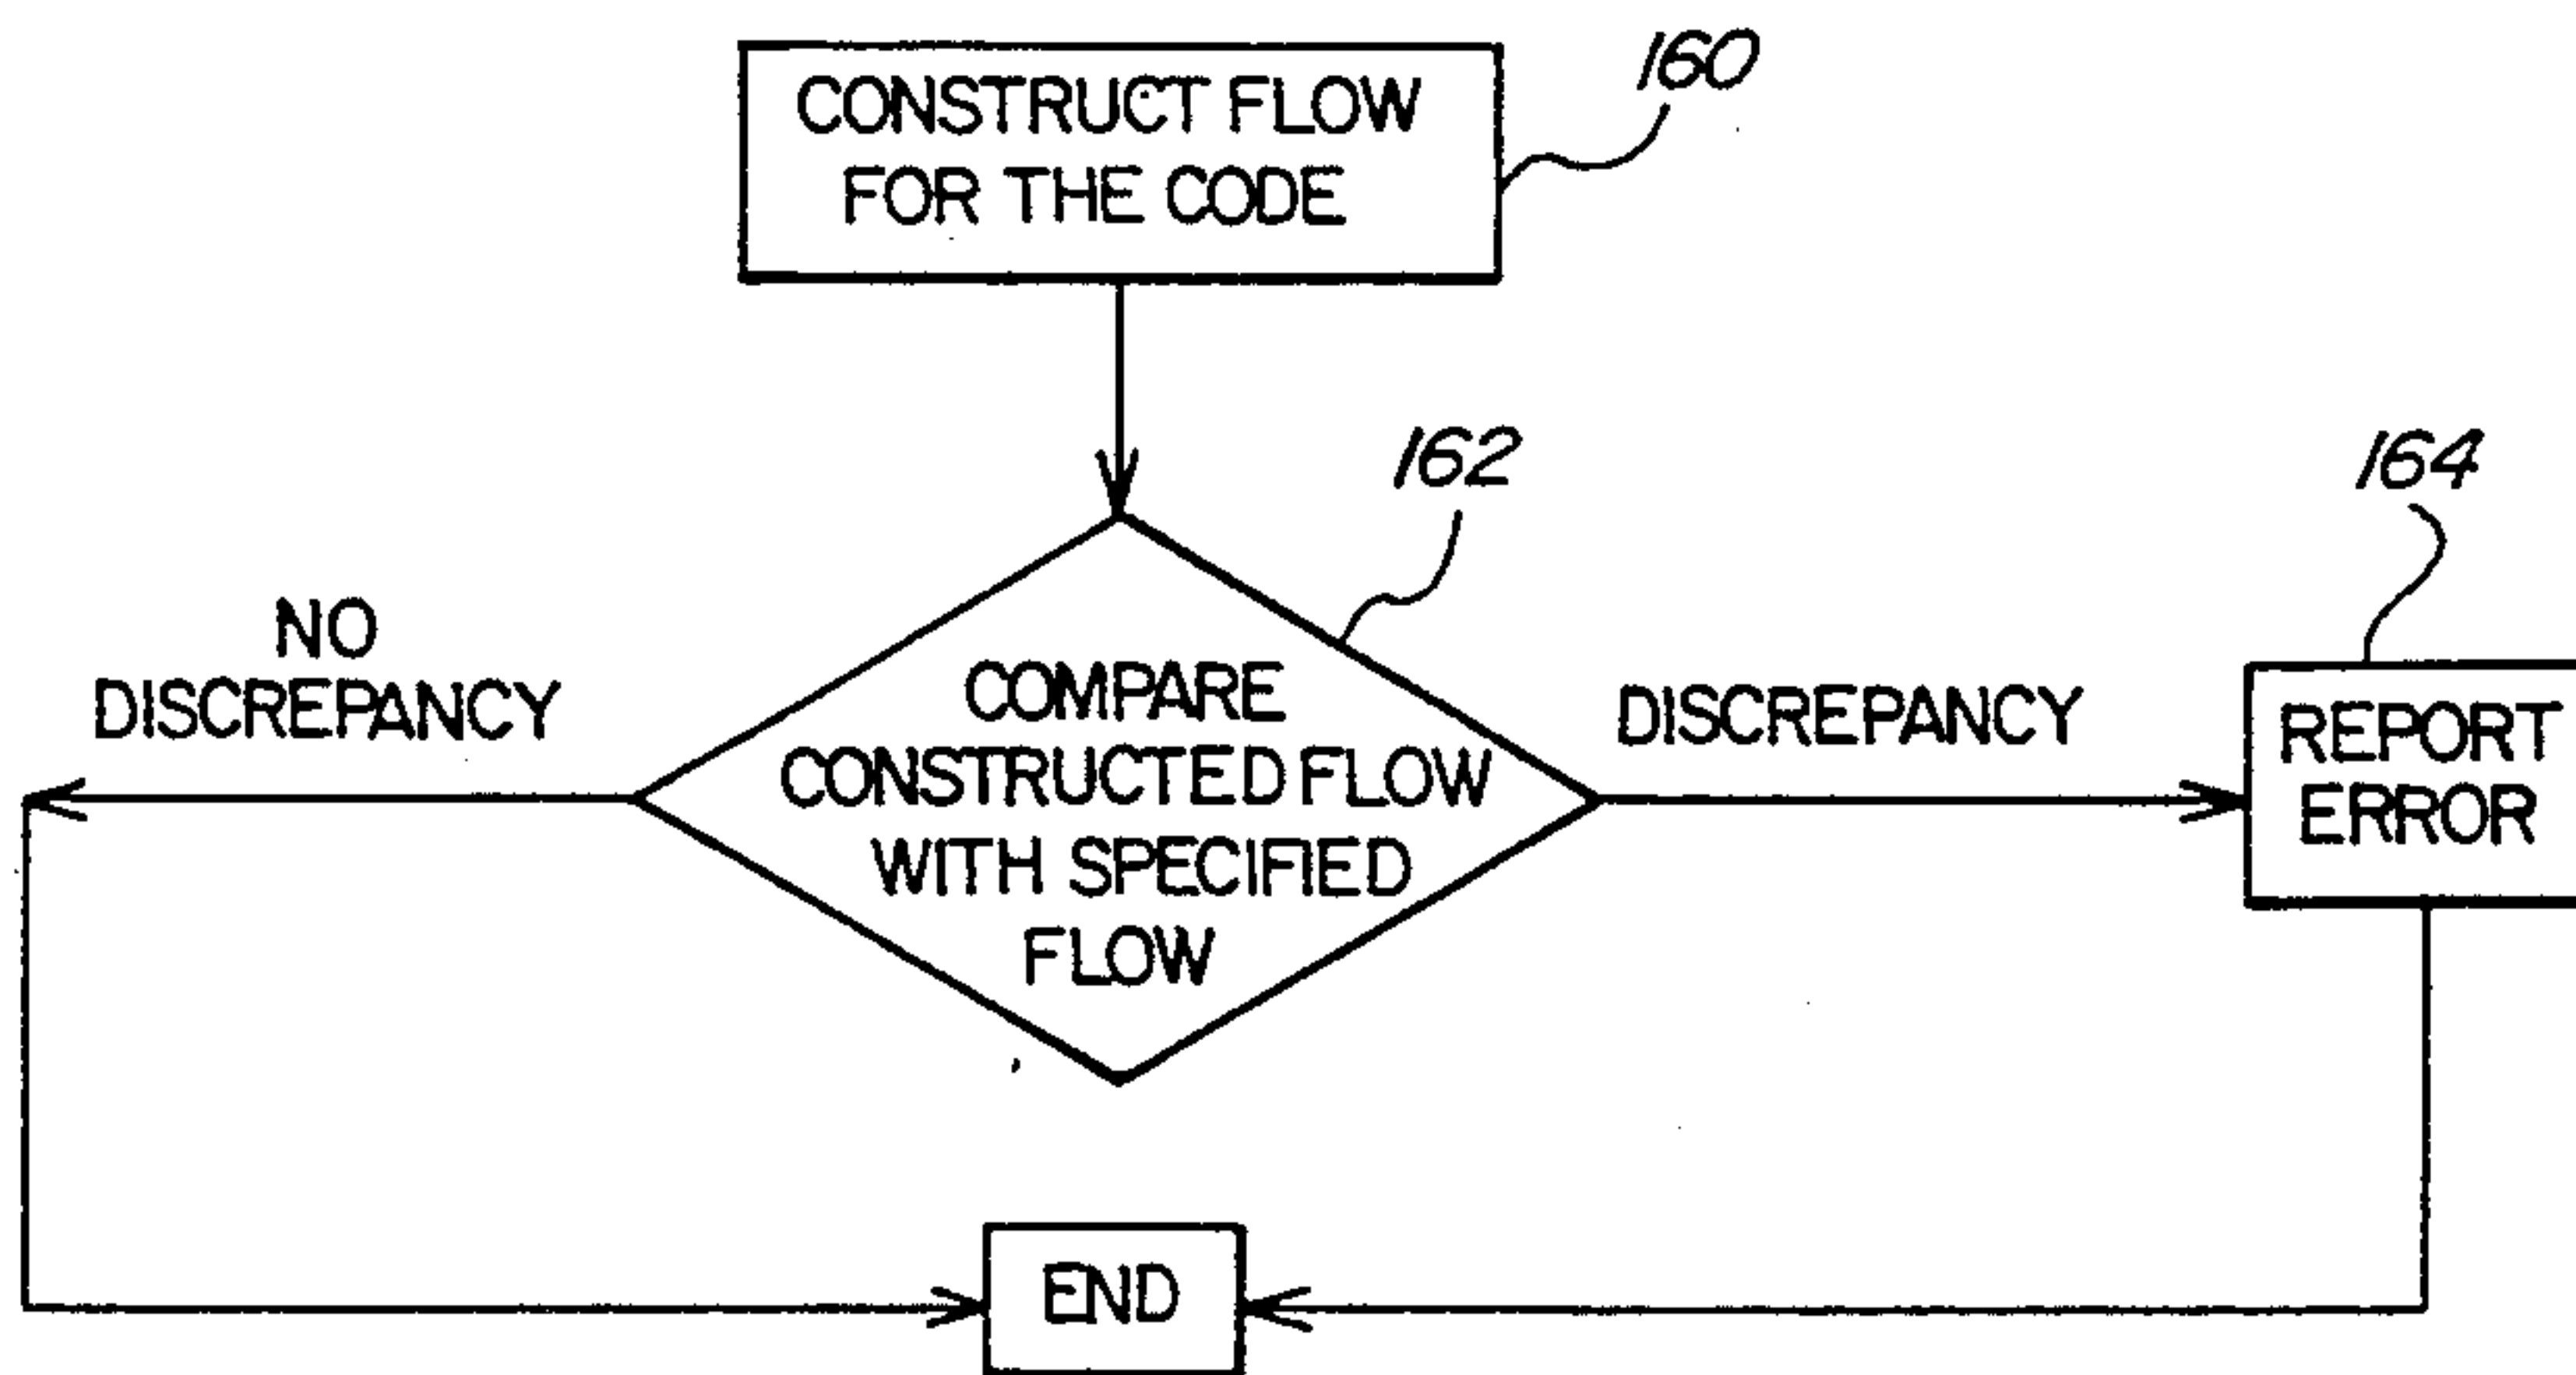 CONSTRUCT FLOW
FOR THE CODE
160
COMPARE
CONSTRUCTED FLOW
WITH SPECIFIED
FLOW
162
NO
DISCREPANCY
DISCREPANCY
164
REPORT
ERROR
END